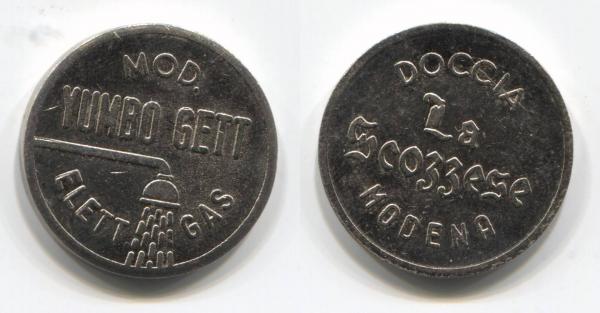 MOD.
YUMBO GETT
ELETT GAS
DOCCIA
La
Scozzese
MODENA